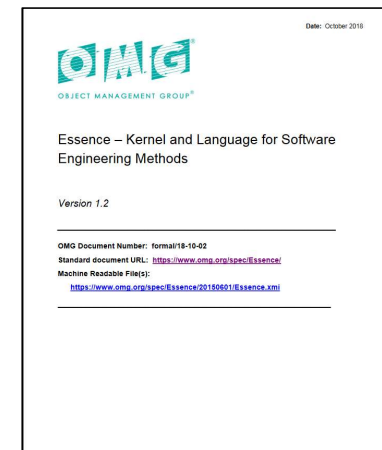 Date: October 2018
OMG
OBJECT MANAGEMENT GROUP®
Essence – Kernel and Language for Software
Engineering Methods
Version 1.2
OMG Document Number: formal/18-10-02
Standard document URL: https://www.omg.org/spec/Essence/
Machine Readable File(s):
https://www.omg.org/spec/Essence/20150601/Essence.xmi